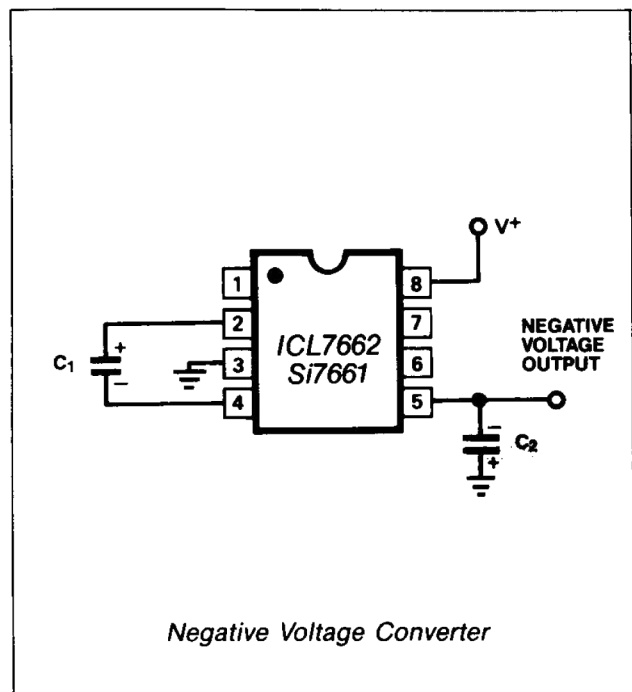 V+
1
8
2
7
C1
+
−
3
ICL7662
Si7661
6
4
5
NEGATIVE
VOLTAGE
OUTPUT
−
+
C2
Negative Voltage Converter